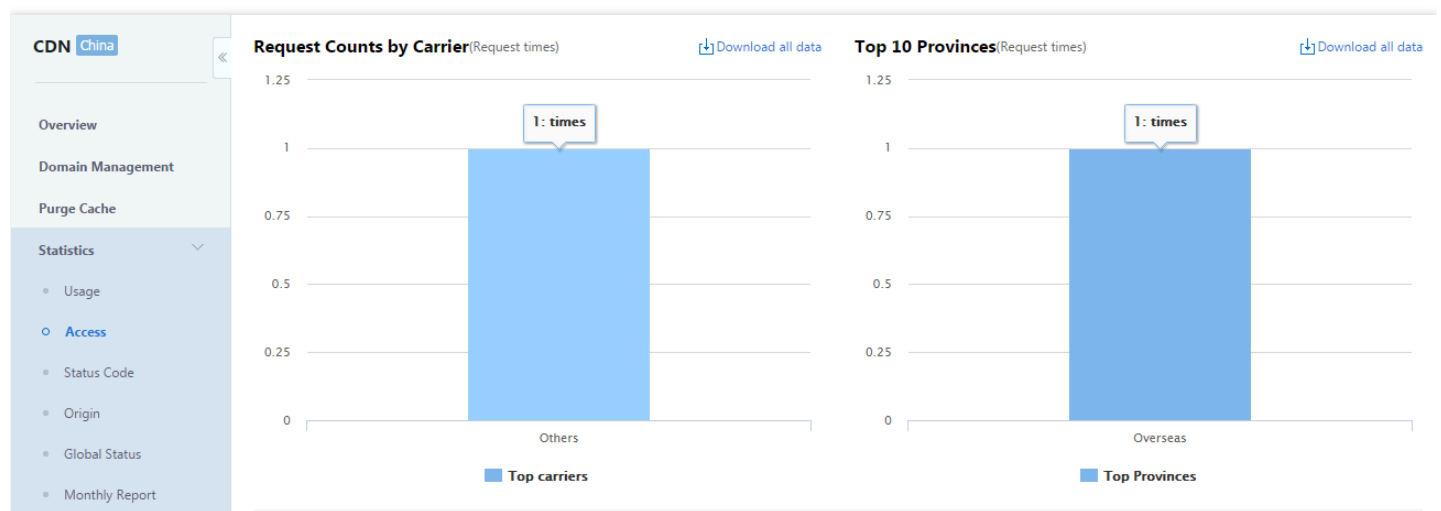 CDN China
Overview
Domain Management
Purge Cache
Statistics
Usage
Access
Status Code
Origin
Global Status
Monthly Report
Request Counts by Carrier(Request times)
Download all data
1.25
1
0.75
0.5
0.25
0
1: times
Others
Top carriers
Top 10 Provinces(Request times)
Download all data
1.25
1
0.75
0.5
0.25
0
1: times
Overseas
Top Provinces